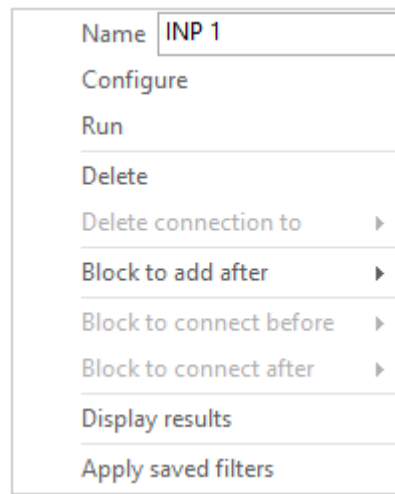 Name INP 1
Configure
Run
Delete
Delete connection to
Block to add after
Block to connect before
Block to connect after
Display results
Apply saved filters